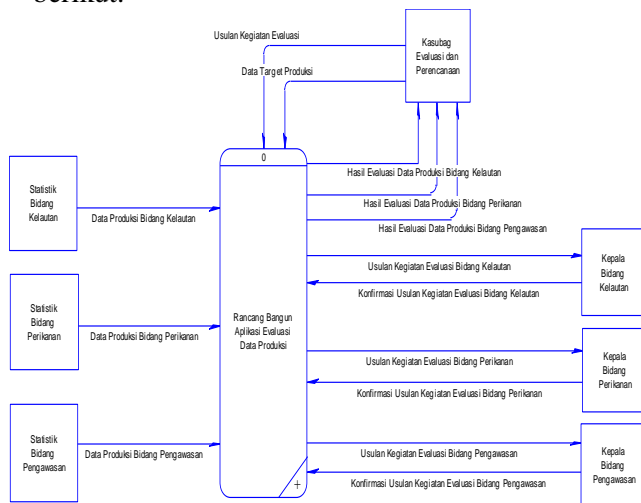 berikut:
Usulan Kegiatan Evaluasi
Data Target Produksi
Kasubag
Evaluasi dan
Perencanaan
0
Hasil Evaluasi Data Produksi Bidang Kelautan
Hasil Evaluasi Data Produksi Bidang Perikanan
Hasil Evaluasi Data Produksi Bidang Pengawasan
Statistik
Bidang
Kelautan
Data Produksi Bidang Kelautan
Usulan Kegiatan Evaluasi Bidang Kelautan
Konfirmasi Usulan Kegiatan Evaluasi Bidang Kelautan
Kepala
Bidang
Kelautan
Statistik
Bidang
Perikanan
Data Produksi Bidang Perikanan
Rancang Bangun
Aplikasi Evaluasi
Data Produksi
Usulan Kegiatan Evaluasi Bidang Perikanan
Konfirmasi Usulan Kegiatan Evaluasi Bidang Perikanan
Kepala
Bidang
Perikanan
Statistik
Bidang
Pengawasan
Data Produksi Bidang Pengawasan
Usulan Kegiatan Evaluasi Bidang Pengawasan
Konfirmasi Usulan Kegiatan Evaluasi Bidang Pengawasan
Kepala
Bidang
Pengawasan
+